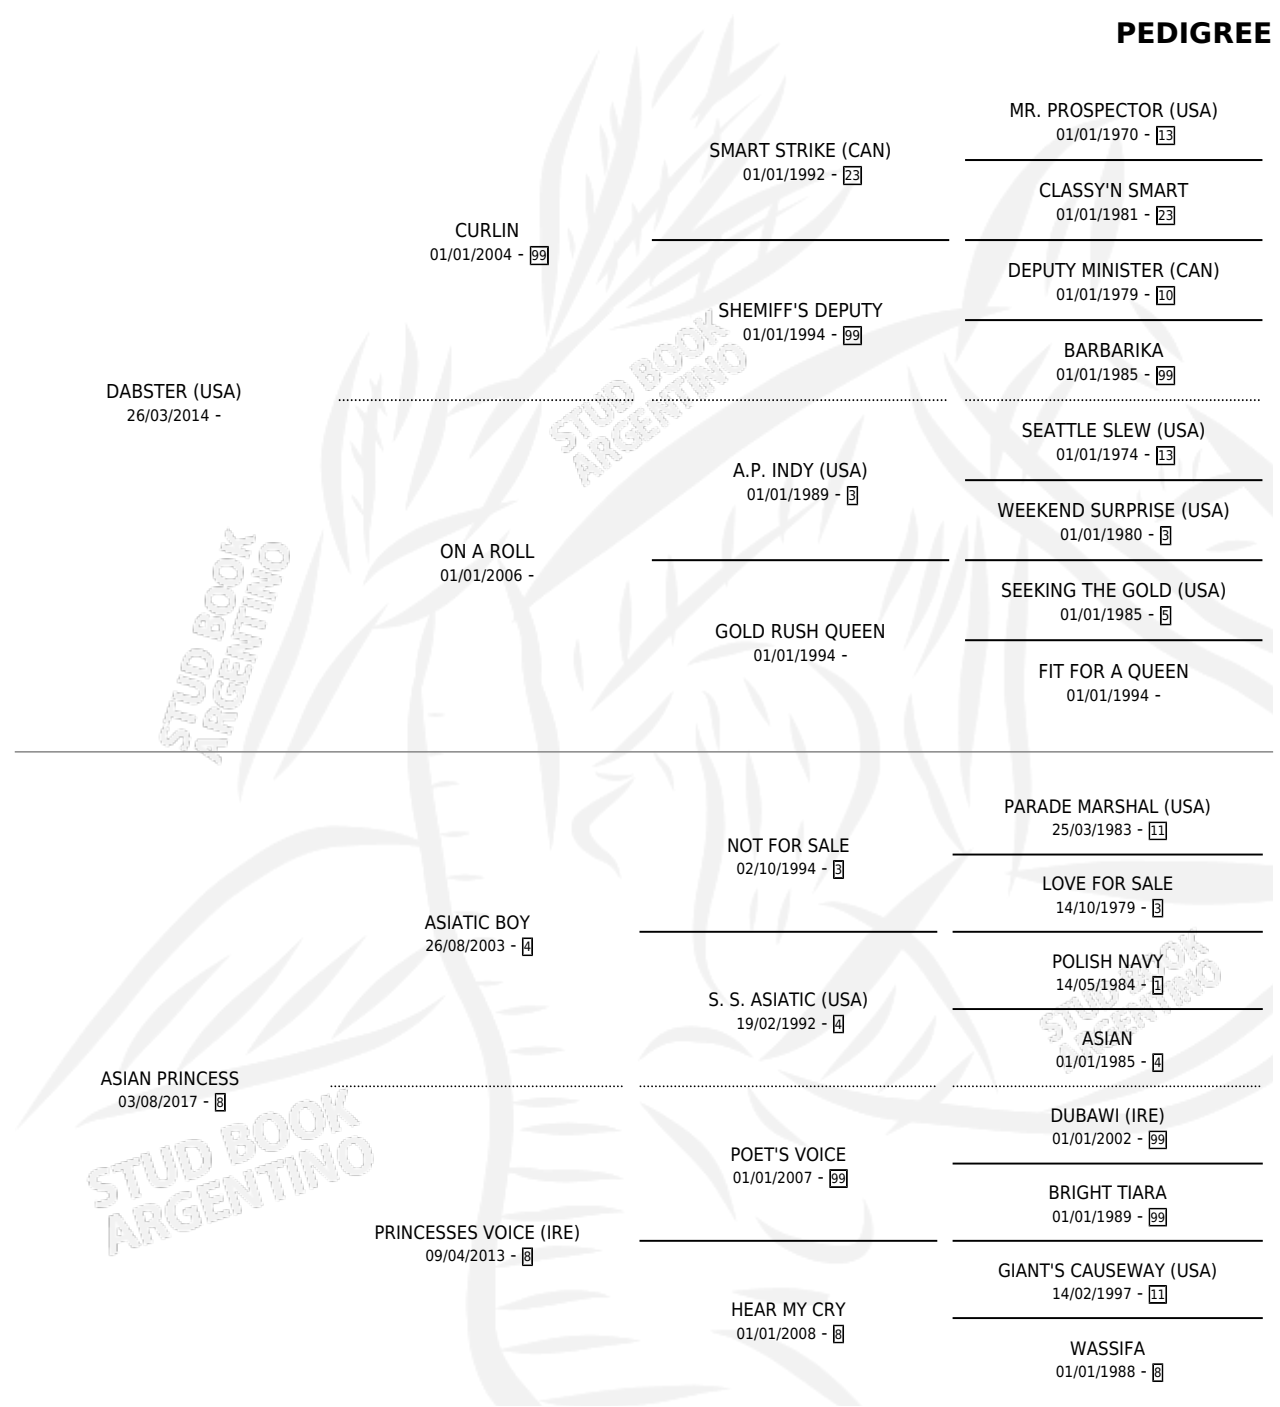 PEDIGREE
MR. PROSPECTOR (USA)
01/01/1970 - 13
SMART STRIKE (CAN)
01/01/1992 - 23
CLASSY'N SMART
01/01/1981 - 23
CURLIN
01/01/2004 - 99
DEPUTY MINISTER (CAN)
01/01/1979 - 10
SHEMIFF'S DEPUTY
01/01/1994 - 99
BARBARIKA
01/01/1985 - 99
DABSTER (USA)
26/03/2014 -
STUD BOOK
ARGENTINO
SEATTLE SLEW (USA)
01/01/1974 - 13
A.P. INDY (USA)
01/01/1989 - 3
WEEKEND SURPRISE (USA)
01/01/1980 - 3
ON A ROLL
01/01/2006 -
SEEKING THE GOLD (USA)
01/01/1985 - 5
GOLD RUSH QUEEN
01/01/1994 -
FIT FOR A QUEEN
01/01/1994 -
STUD BOOK
ARGENTINO
PARADE MARSHAL (USA)
25/03/1983 - 11
NOT FOR SALE
02/10/1994 - 3
LOVE FOR SALE
14/10/1979 - 3
ASIATIC BOY
26/08/2003 - 4
POLISH NAVY
14/05/1984 - 1
S. S. ASIATIC (USA)
19/02/1992 - 4
STUD BOOK
ARGENTINO
ASIAN
01/01/1985 - 4
ASIAN PRINCESS
03/08/2017 - 8
DUBAWI (IRE)
01/01/2002 - 99
POET'S VOICE
01/01/2007 - 99
STUD BOOK
ARGENTINO
BRIGHT TIARA
01/01/1989 - 99
PRINCESSES VOICE (IRE)
09/04/2013 - 8
GIANT'S CAUSEWAY (USA)
14/02/1997 - 11
HEAR MY CRY
01/01/2008 - 8
WASSIFA
01/01/1988 - 8